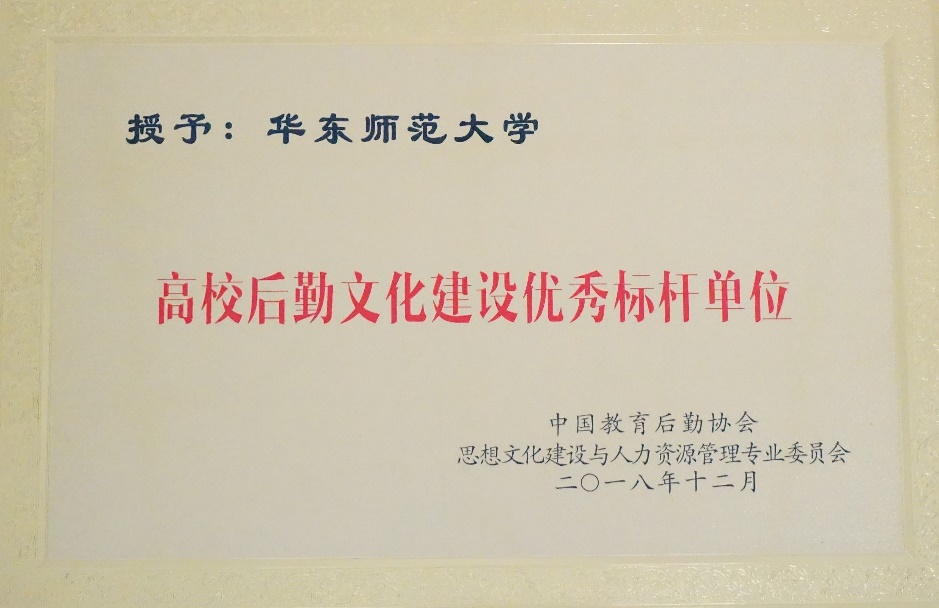 授予：华东师范大学
高校后勤文化建设优秀标杆单位
中国教育后勤协会
思想文化建设与人力资源管理专业委员会
二〇一八年十二月